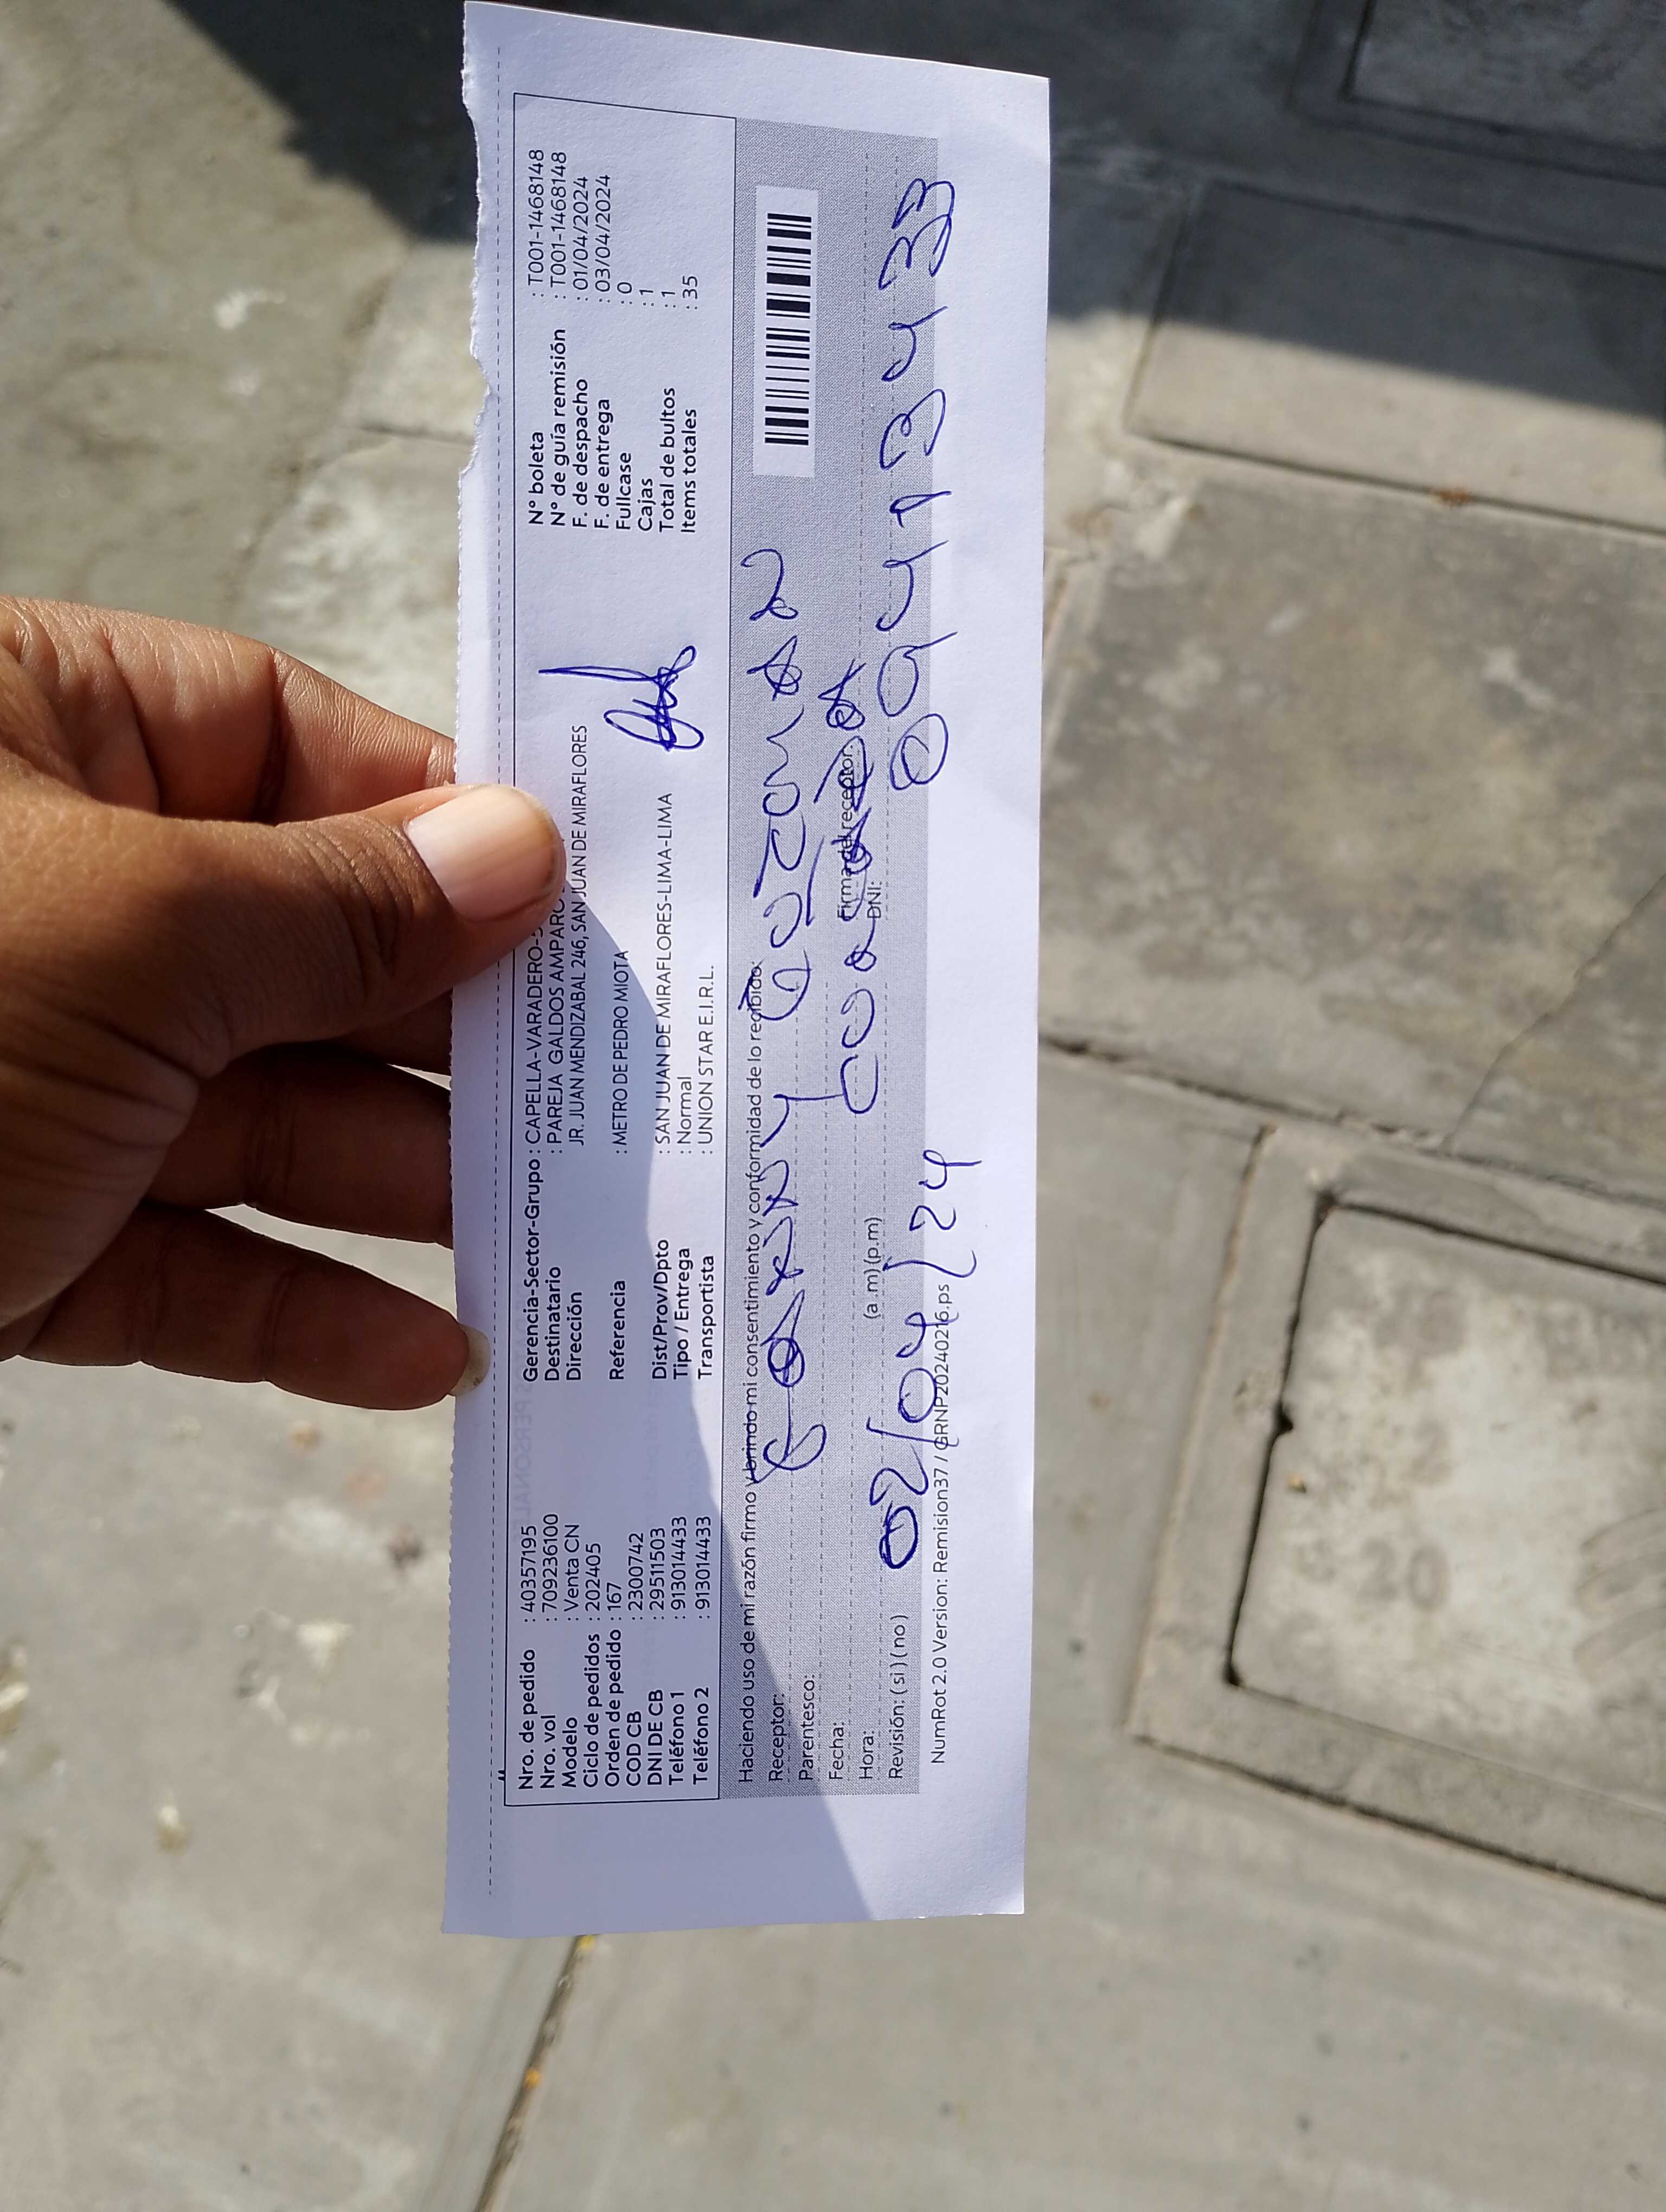 Nro. de pedido : 40357195
Nro. vol : 709236100
Modelo : Venta CN
Ciclo de pedidos : 202405
Orden de pedido : 167
COD CB : 2300742
DNI DE CB : 29511503
Teléfono 1 : 913014433
Teléfono 2 : 913014433
Gerencia-Sector-Grupo : CAPELLA-VARADERO-
Destinatario : PAREJA GALDOS AMPARO
Dirección JR. JUAN MENDIZABAL 246, SAN JUAN DE MIRAFLORES
Referencia : METRO DE PEDRO MIOTA
Dist/Prov/Dpto : SAN JUAN DE MIRAFLORES-LIMA-LIMA
Tipo / Entrega : Normal
Transportista : UNION STAR E.I.R.L.
N° boleta : T001-1468148
N° de guía remisión : T001-1468148
F. de despacho : 01/04/2024
F. de entrega : 03/04/2024
Fullcase : 0
Cajas : 1
Total de bultos : 1
Items totales : 35
Haciendo uso de mi razón firmo y brindo mi consentimiento y conformidad de lo recibido:
Receptor:
Parentesco:
Fecha:
Hora: (a.m) (p.m)
Revisión: ( si ) ( no ) 02/04/24
Firma del receptor
DNI: 09413433
NumRot 2.0 Version: Remision37 / GRNP20240216.ps